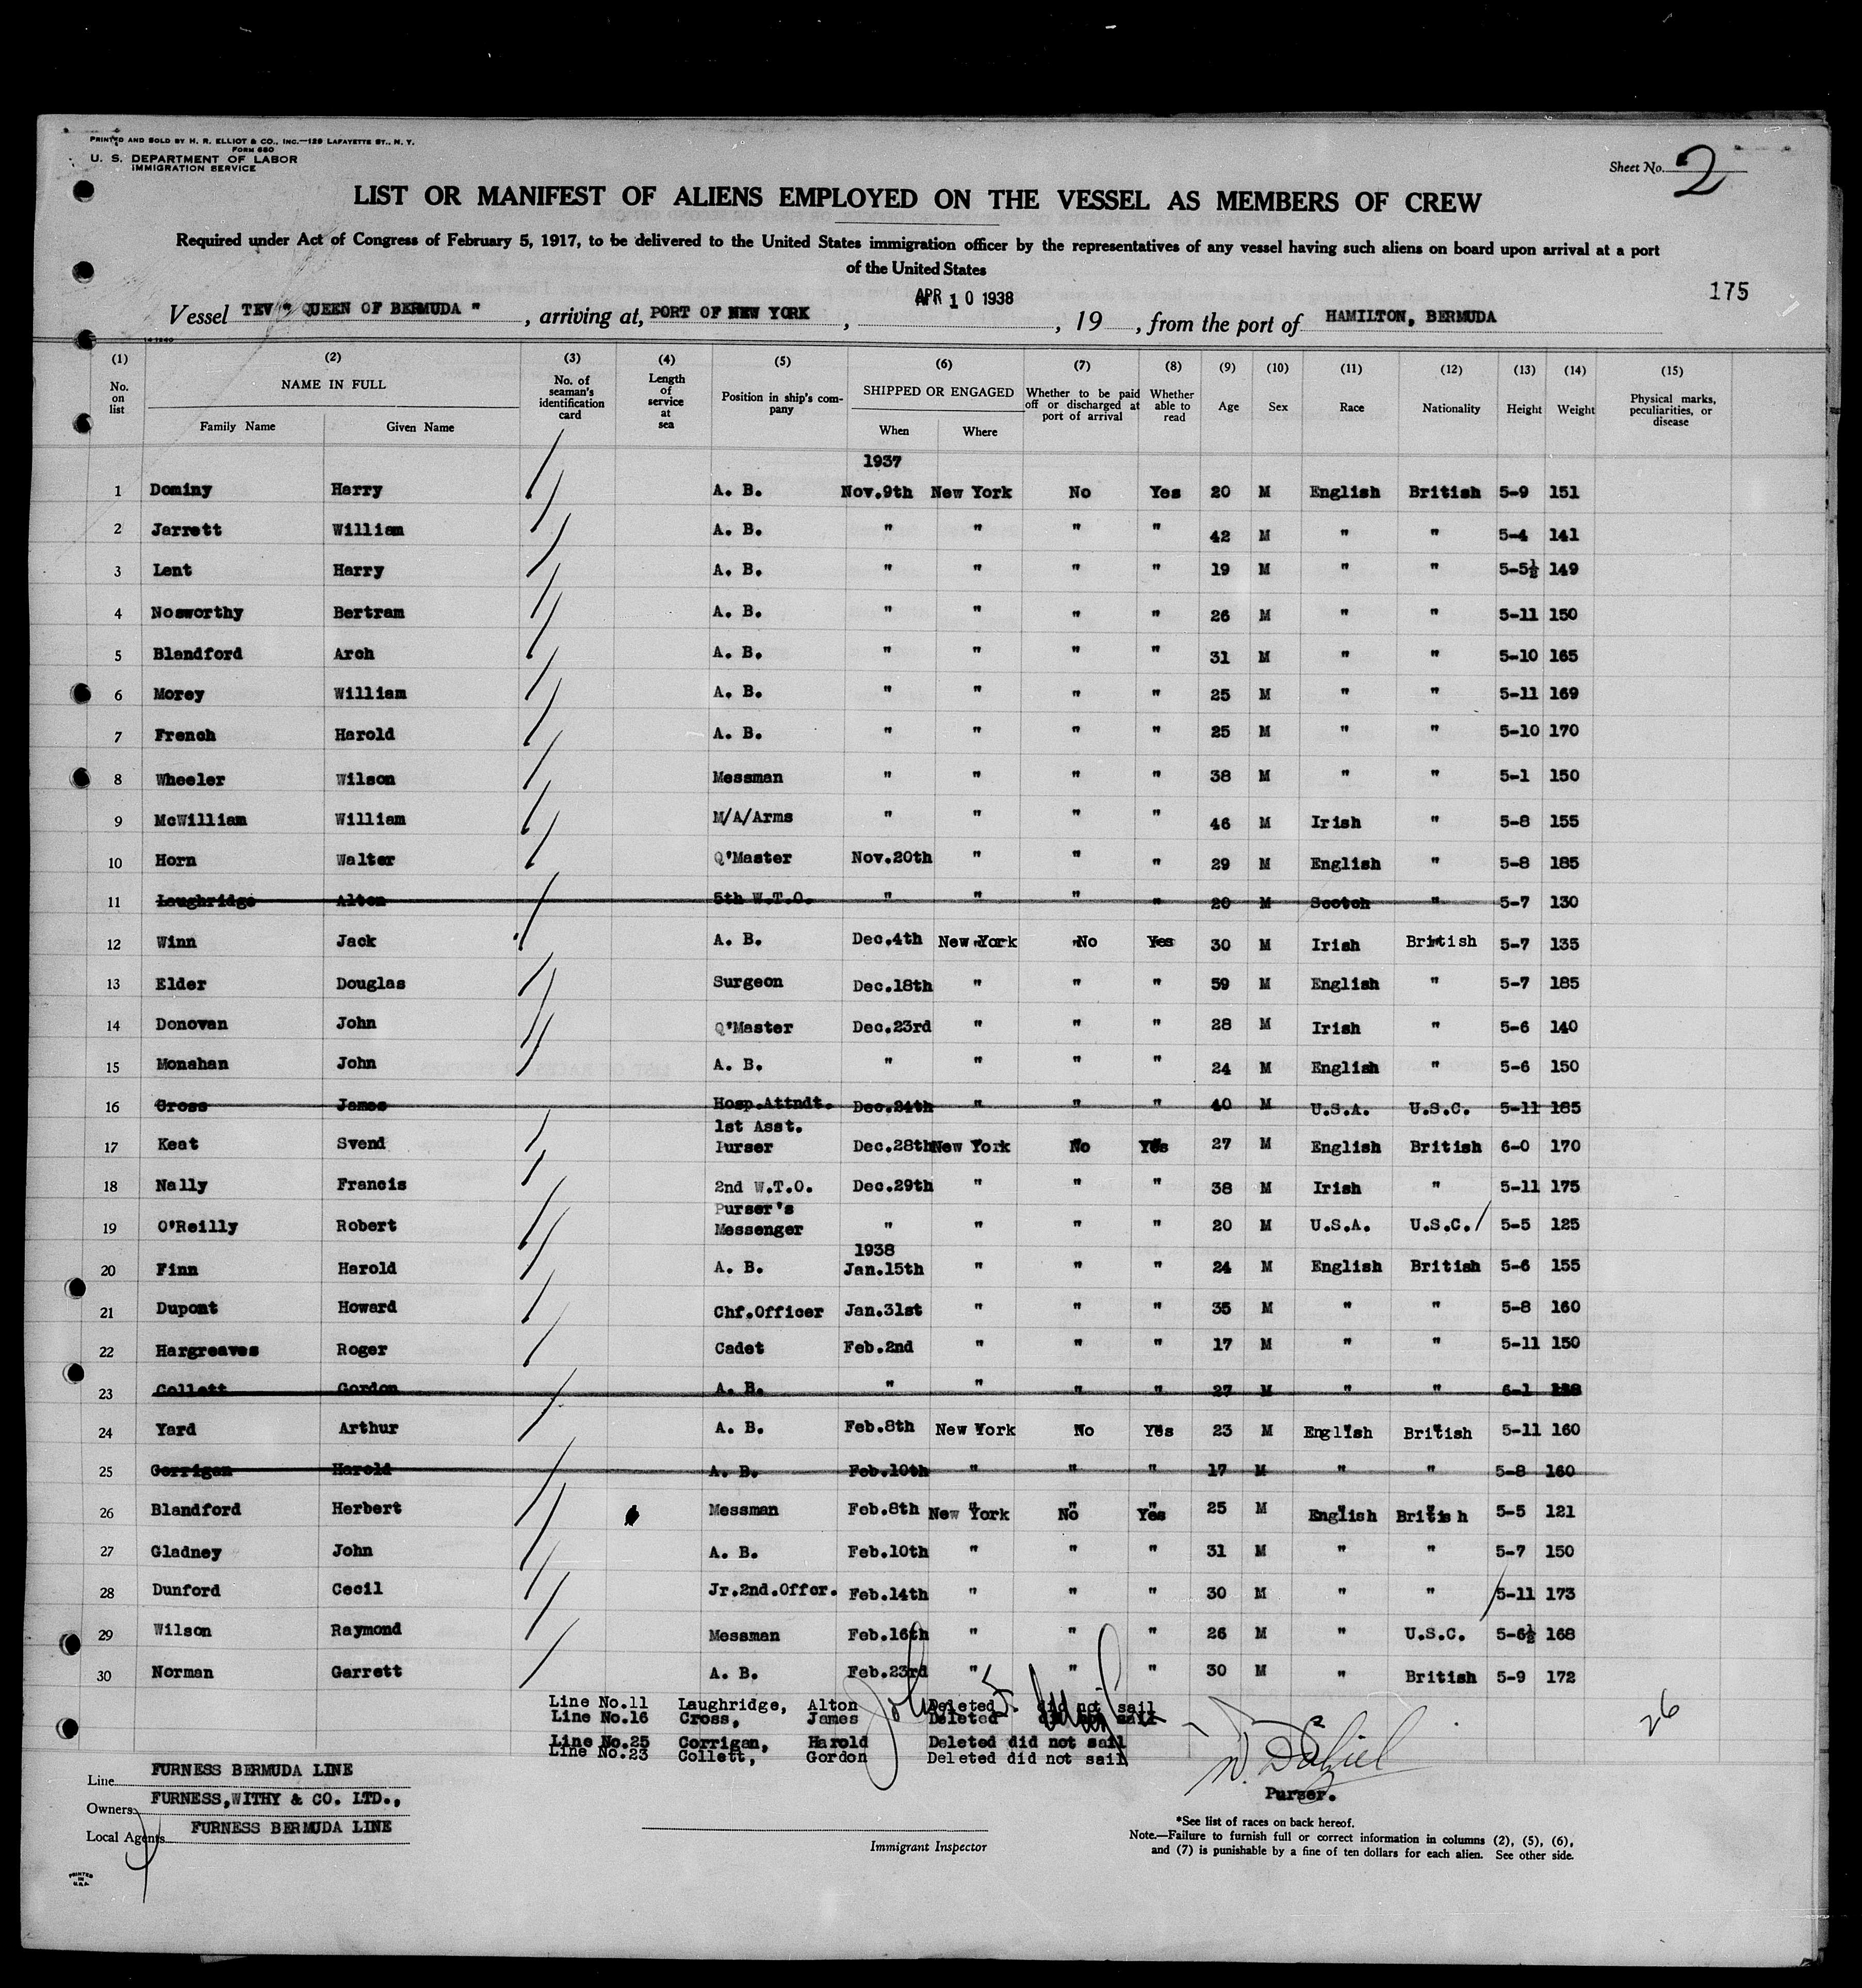 PRINTED AND SOLD BY H. R. ELLIOT & CO., INC.—129 LAFAYETTE ST., N. Y.
FORM 680
U. S. DEPARTMENT OF LABOR
IMMIGRATION SERVICE
Sheet No. 2
LIST OR MANIFEST OF ALIENS EMPLOYED ON THE VESSEL AS MEMBERS OF CREW
Required under Act of Congress of February 5, 1917, to be delivered to the United States immigration officer by the representatives of any vessel having such aliens on board upon arrival at a port
of the United States
APR 10 1938
175
Vessel TEV " QUEEN OF BERMUDA ", arriving at, PORT OF NEW YORK, , 19 , from the port of HAMILTON, BERMUDA
(1) (2) (3) (4) (5) (6) (7) (8) (9) (10) (11) (12) (13) (14) (15)
No. on list NAME IN FULL Family Name Given Name No. of seaman's identification card Length of service at sea Position in ship's company SHIPPED OR ENGAGED When Where Whether to be paid off or discharged at port of arrival Whether able to read Age Sex Race Nationality Height Weight Physical marks, peculiarities, or disease
1937
1 Dominy Harry A. B. Nov.9th New York No Yes 20 M English British 5-9 151
2 Jarrett William A. B. " " " " 42 M " " 5-4 141
3 Lent Harry A. B. " " " " 19 M " " 5-5½ 149
4 Nosworthy Bertram A. B. " " " " 26 M " " 5-11 150
5 Blandford Arch A. B. " " " " 31 M " " 5-10 165
6 Morey William A. B. " " " " 25 M " " 5-11 169
7 French Harold A. B. " " " " 25 M " " 5-10 170
8 Wheeler Wilson Messman " " " " 38 M " " 5-1 150
9 McWilliam William M/A/Arms " " " " 46 M Irish " 5-8 155
10 Horn Walter Q'Master Nov.20th " " " 29 M English " 5-8 185
11 Laughridge Alton 5th W.T.O. " " " " 20 M Scotch " 5-7 130
12 Winn Jack A. B. Dec.4th New York No Yes 30 M Irish British 5-7 135
13 Elder Douglas Surgeon Dec.18th " " " 59 M English " 5-7 185
14 Donovan John Q'Master Dec.23rd " " " 28 M Irish " 5-6 140
15 Monahan John A. B. " " " " 24 M English " 5-6 150
16 Cross James Hosp.Attndt. Dec.24th " " " 40 M U.S.A. U.S.C. 5-11 185
17 Keat Svend 1st Asst. Purser Dec.28th New York No Yes 27 M English British 6-0 170
18 Nally Francis 2nd W.T.O. Dec.29th " " " 38 M Irish " 5-11 175
19 O'Reilly Robert Purser's Messenger " " " " 20 M U.S.A. U.S.C. 5-5 125
1938
20 Finn Harold A. B. Jan.15th " " " 24 M English British 5-6 155
21 Dupont Howard Chf.Officer Jan.31st " " " 35 M " " 5-8 160
22 Hargreaves Roger Cadet Feb.2nd " " " 17 M " " 5-11 150
23 Collett Gordon A. B. " " " " 27 M " " 6-1
24 Yard Arthur A. B. Feb.8th New York No Yes 23 M English British 5-11 160
25 Corrigan Harold A. B. Feb.10th " " " 17 M " " 5-8 160
26 Blandford Herbert Messman Feb.8th New York No Yes 25 M English British 5-5 121
27 Gladney John A. B. Feb.10th " " " 31 M " " 5-7 150
28 Dunford Cecil Jr.2nd.Offcr. Feb.14th " " " 30 M " " 5-11 173
29 Wilson Raymond Messman Feb.16th " " " 26 M " U.S.C. 5-6½ 168
30 Norman Garrett A. B. Feb.23rd " " " 30 M " British 5-9 172
Line No.11 Laughridge, Alton Deleted did not sail
Line No.16 Cross, James Deleted did not sail
Line No.25 Corrigan, Harold Deleted did not sail
Line No.23 Collett, Gordon Deleted did not sail
26
Line FURNESS BERMUDA LINE
Owners FURNESS,WITHY & CO. LTD.,
Local Agents FURNESS BERMUDA LINE
W. Dalziel
Purser.
Immigrant Inspector
*See list of races on back hereof.
Note.—Failure to furnish full or correct information in columns (2), (5), (6),
and (7) is punishable by a fine of ten dollars for each alien. See other side.
PRINTED
IN
U.S.A.